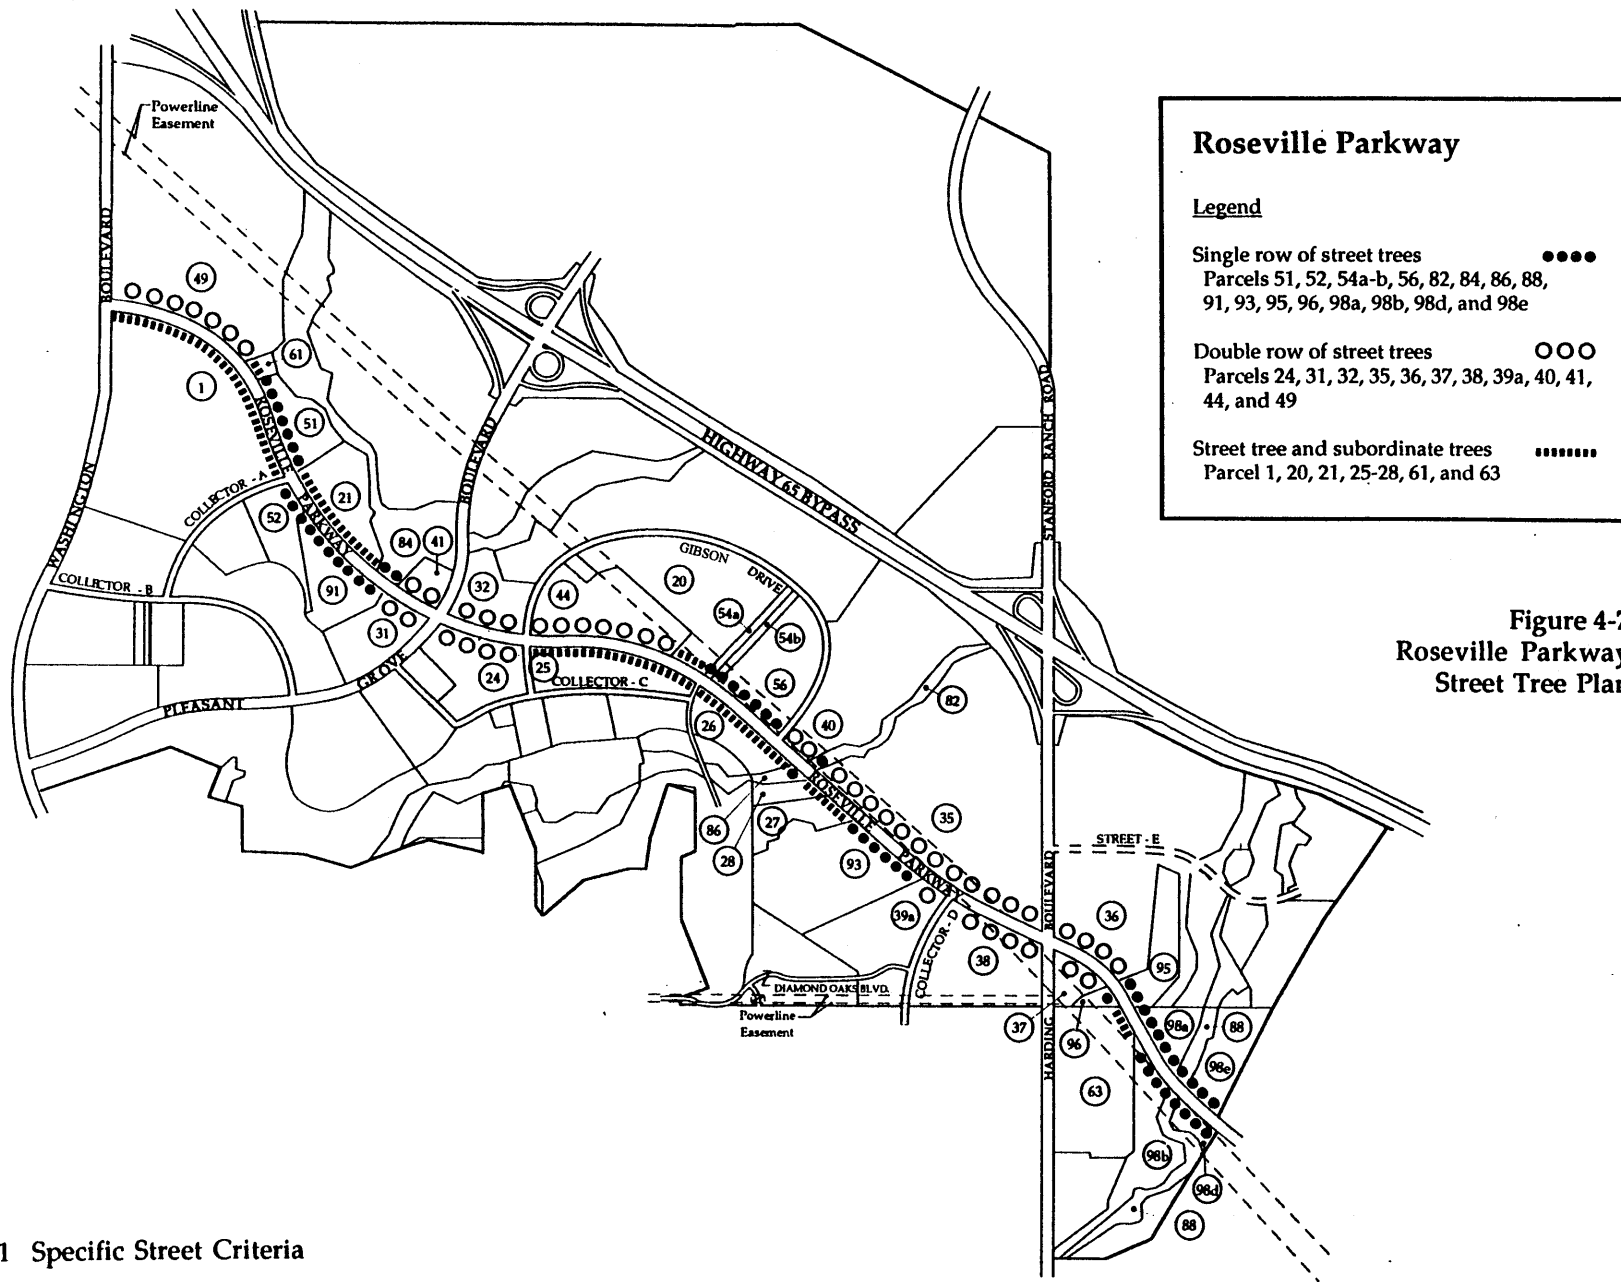 Powerline
Easement
Roseville Parkway
Legend
Single row of street trees
Parcels 51, 52, 54a-b, 56, 82, 84, 86, 88,
91, 93, 95, 96, 98a, 98b, 98d, and 98e
Double row of street trees
Parcels 24, 31, 32, 35, 36, 37, 38, 39a, 40, 41,
44, and 49
Street tree and subordinate trees
Parcel 1, 20, 21, 25-28, 61, and 63
Figure 4-
Roseville Parkway
Street Tree Plan
WASHINGTON
BOULEVARD
49
61
1
51
ROSEVILLE
PARKWAY
COLLECTOR - A
52
21
84
41
BOULEVARD
HIGHWAY 65 BYPASS
STANFORD RANCH ROAD
COLLECTOR - B
91
31
32
44
GIBSON
DRIVE
20
54a
54b
56
24
25
COLLECTOR - C
PLEASANT
GROVE
26
40
82
86
28
27
ROSEVILLE
PARKWAY
35
93
39a
COLLECTOR - D
38
STREET - E
BOULEVARD
36
95
DIAMOND OAKS BLVD.
Powerline
Easement
37
96
HARDING
98a
88
98e
63
98b
98d
88
1 Specific Street Criteria